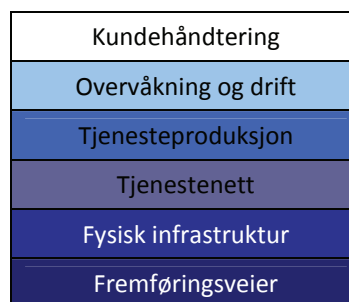 Kundehåndtering
Overvåkning og drift
Tjenesteproduksjon
Tjenestenett
Fysisk infrastruktur
Fremføringsveier